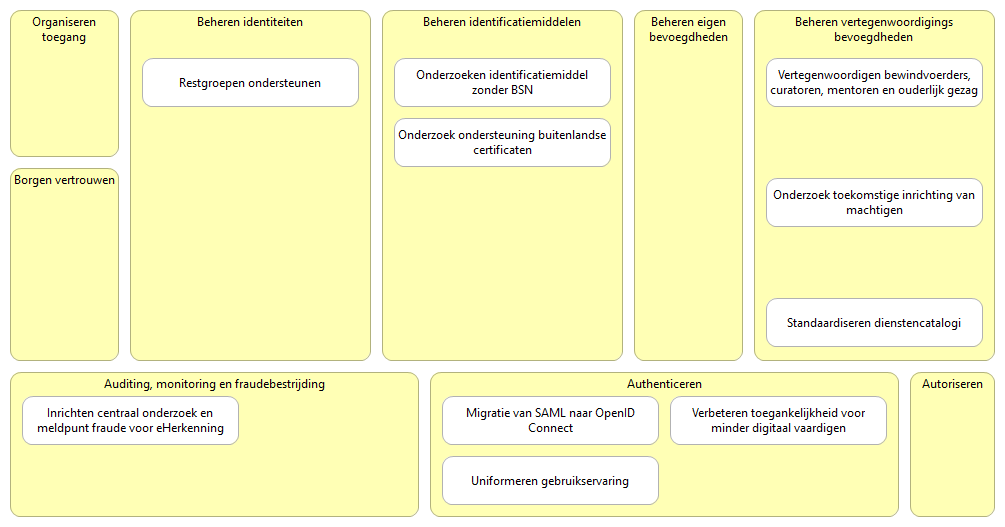 Organiseren
toegang
Borgen vertrouwen
Beheren identiteiten
Restgroepen ondersteunen
Beheren identificatiemiddelen
Onderzoeken identificatiemiddel
zonder BSN
Onderzoek ondersteuning buitenlandse
certificaten
Beheren eigen
bevoegdheden
Beheren vertegenwoordigings
bevoegdheden
Vertegenwoordigen bewindvoerders,
curatoren, mentoren en ouderlijk gezag
Onderzoek toekomstige inrichting van
machtigen
Standaardiseren dienstencatalogi
Auditing, monitoring en fraudebestrijding
Inrichten centraal onderzoek en
meldpunt fraude voor eHerkenning
Authenticeren
Migratie van SAML naar OpenID
Connect
Verbeteren toegankelijkheid voor
minder digitaal vaardigen
Uniformeren gebruikservaring
Autoriseren